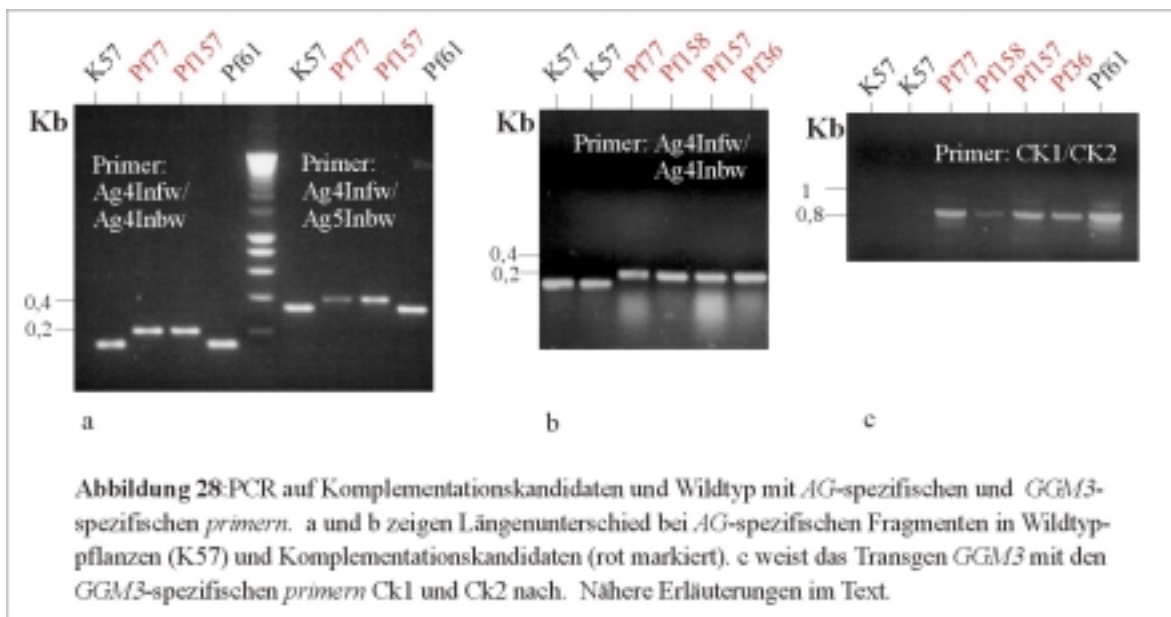 K57 Pf77 Pf157 Pf61 K57 Pf77 Pf157 Pf61
Kb
Primer:
Ag4Infw/
Ag4Inbw
Primer:
Ag4Infw/
Ag5Inbw
0,4
0,2
a
K57 K57 Pf77 Pf158 Pf157 Pf36
Kb
Primer: Ag4Infw/
Ag4Inbw
0,4
0,2
b
K57 K57 Pf77 Pf158 Pf157 Pf36 Pf61
Kb
Primer: CK1/CK2
1
0,8
c
Abbildung 28:PCR auf Komplementationskandidaten und Wildtyp mit AG-spezifischen und GGM3-
spezifischen primern. a und b zeigen Längenunterschied bei AG-spezifischen Fragmenten in Wildtyp-
pflanzen (K57) und Komplementationskandidaten (rot markiert). c weist das Transgen GGM3 mit den
GGM3-spezifischen primern Ck1 und Ck2 nach. Nähere Erläuterungen im Text.